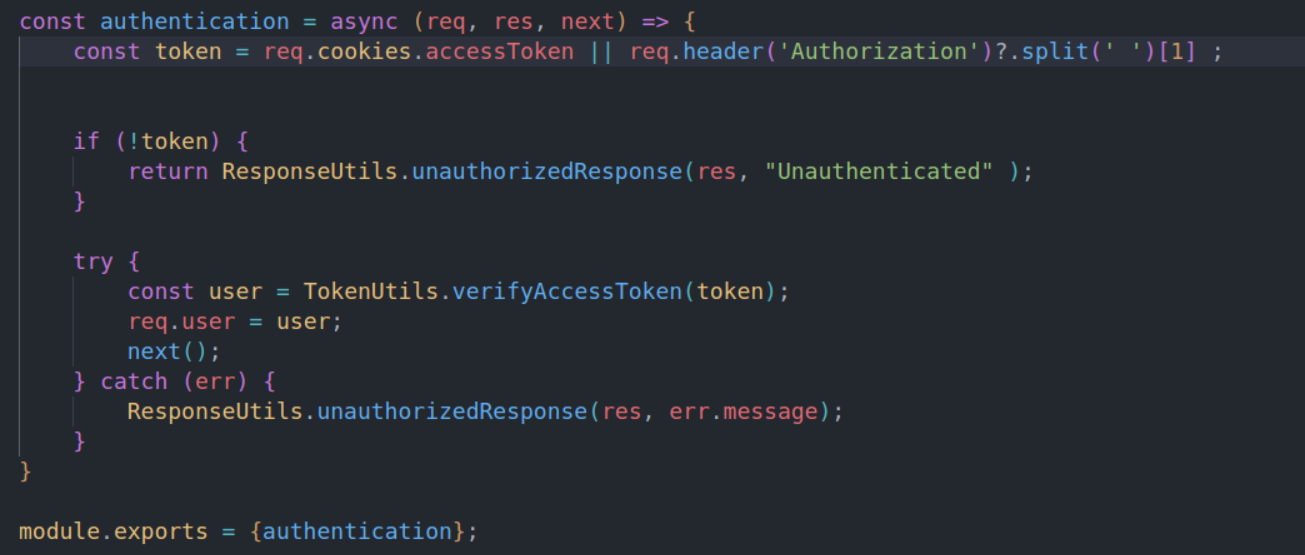 const authentication = async (req, res, next) => {
    const token = req.cookies.accessToken || req.header('Authorization')?.split(' ')[1] ;
    if (!token) {
        return ResponseUtils.unauthorizedResponse(res, "Unauthenticated" );
    }
    try {
        const user = TokenUtils.verifyAccessToken(token);
        req.user = user;
        next();
    } catch (err) {
        ResponseUtils.unauthorizedResponse(res, err.message);
    }
}
module.exports = {authentication};